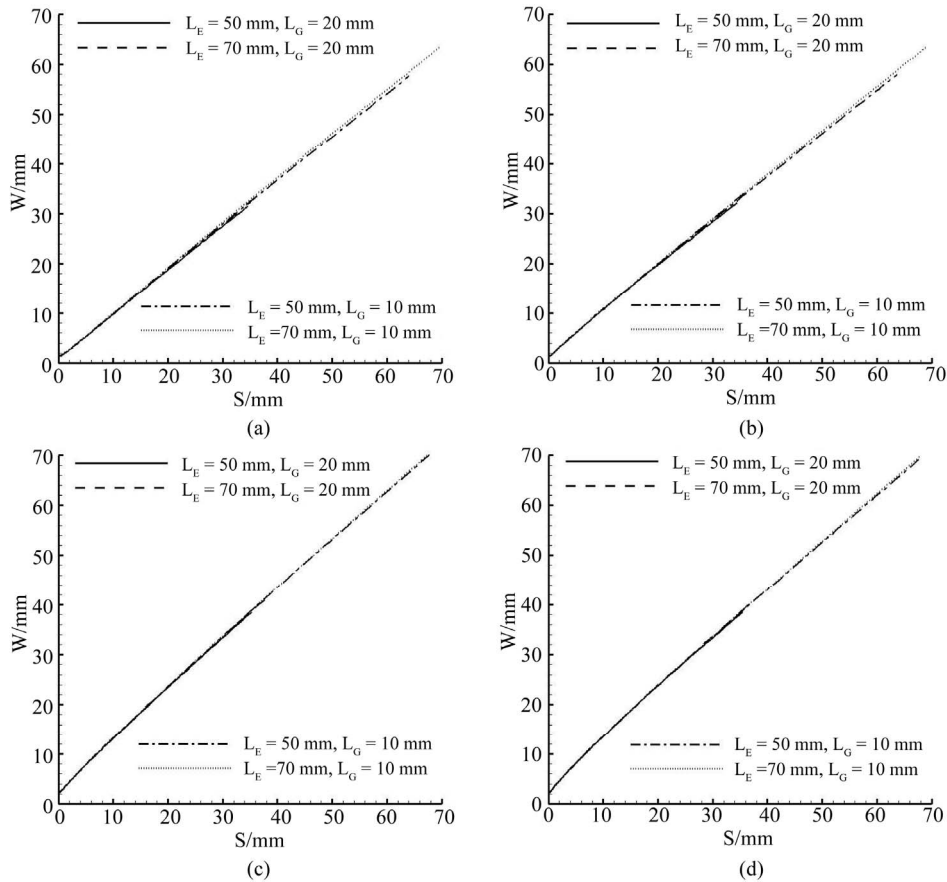 L_E = 50 mm, L_G = 20 mm
L_E = 70 mm, L_G = 20 mm
70
60
50
40
30
20
10
0
W/mm
L_E = 50 mm, L_G = 10 mm
L_E =70 mm, L_G = 10 mm
0 10 20 30 40 50 60 70
S/mm
(a)
L_E = 50 mm, L_G = 20 mm
L_E = 70 mm, L_G = 20 mm
70
60
50
40
30
20
10
0
W/mm
L_E = 50 mm, L_G = 10 mm
L_E =70 mm, L_G = 10 mm
0 10 20 30 40 50 60 70
S/mm
(b)
L_E = 50 mm, L_G = 20 mm
L_E = 70 mm, L_G = 20 mm
70
60
50
40
30
20
10
0
W/mm
L_E = 50 mm, L_G = 10 mm
L_E =70 mm, L_G = 10 mm
0 10 20 30 40 50 60 70
S/mm
(c)
L_E = 50 mm, L_G = 20 mm
L_E = 70 mm, L_G = 20 mm
70
60
50
40
30
20
10
0
W/mm
L_E = 50 mm, L_G = 10 mm
L_E =70 mm, L_G = 10 mm
0 10 20 30 40 50 60 70
S/mm
(d)